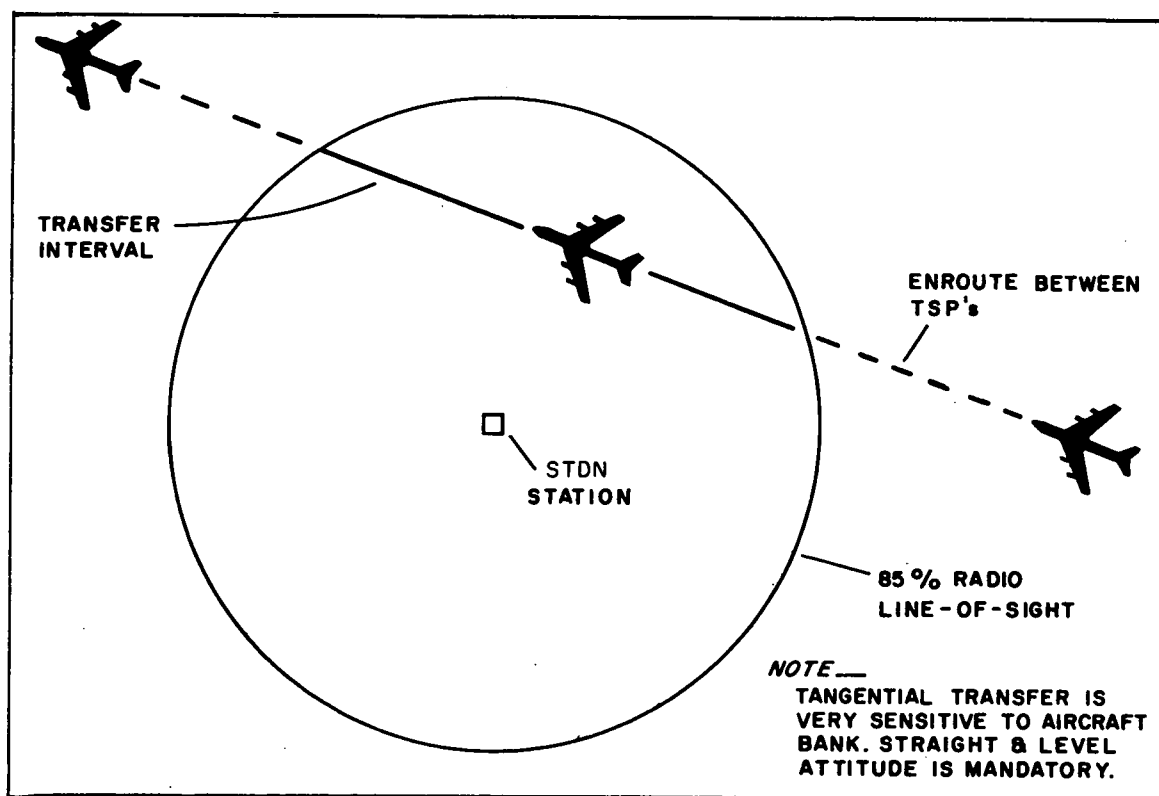 TRANSFER
INTERVAL
ENROUTE BETWEEN
TSP's
STDN
STATION
85% RADIO
LINE-OF-SIGHT
NOTE__
TANGENTIAL TRANSFER IS
VERY SENSITIVE TO AIRCRAFT
BANK. STRAIGHT & LEVEL
ATTITUDE IS MANDATORY.